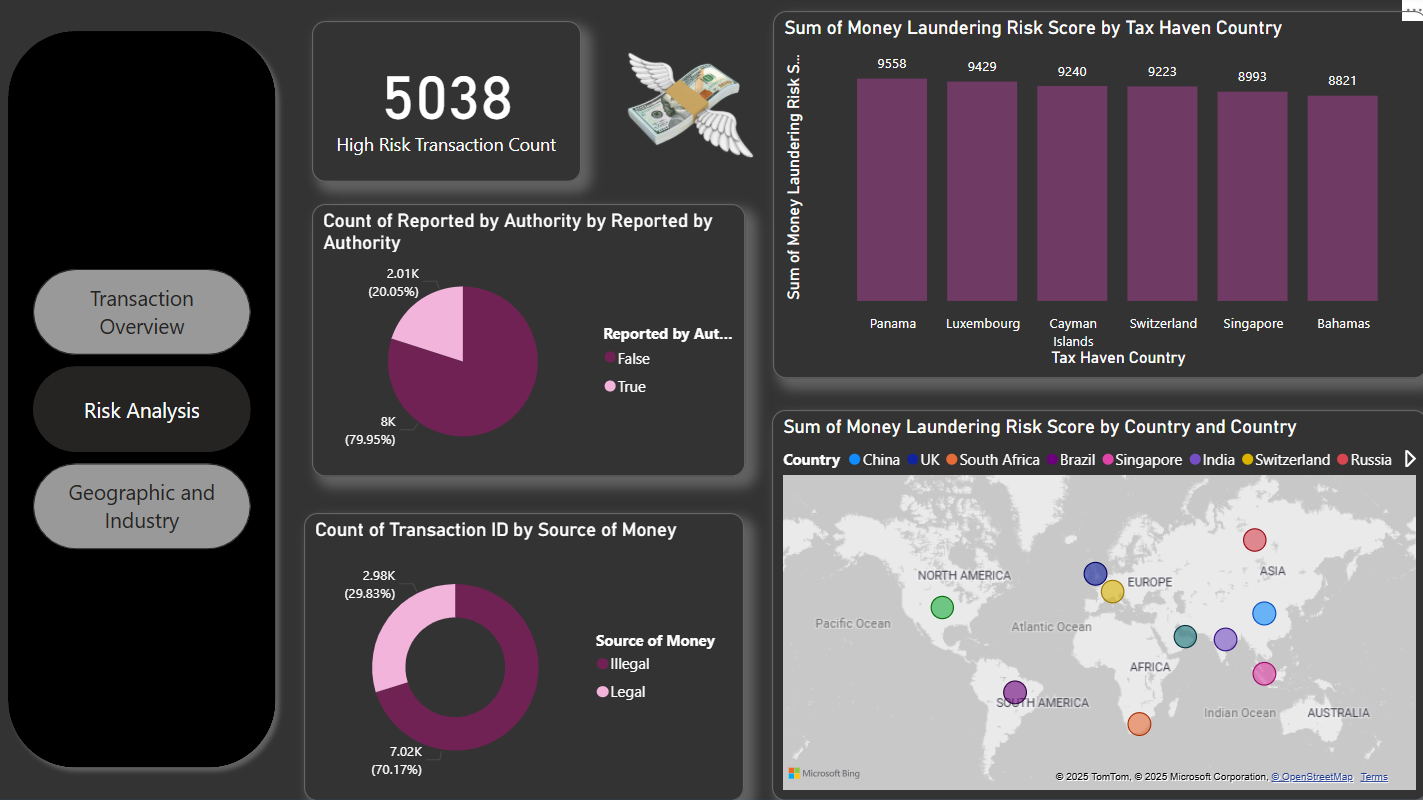 Transaction
Overview
Risk Analysis
Geographic and
Industry
5038
High Risk Transaction Count
Count of Reported by Authority by Reported by
Authority
2.01K
(20.05%)
8K
(79.95%)
Reported by Aut...
False
True
Count of Transaction ID by Source of Money
2.98K
(29.83%)
7.02K
(70.17%)
Source of Money
Illegal
Legal
Sum of Money Laundering Risk Score by Tax Haven Country
Sum of Money Laundering Risk S...
9558
9429
9240
9223
8993
8821
Panama
Luxembourg
Cayman
Islands
Switzerland
Singapore
Bahamas
Tax Haven Country
Sum of Money Laundering Risk Score by Country and Country
Country China UK South Africa Brazil Singapore India Switzerland Russia
NORTH AMERICA
EUROPE
ASIA
Pacific Ocean
Atlantic Ocean
AFRICA
SOUTH AMERICA
Indian Ocean
AUSTRALIA
Microsoft Bing
© 2025 TomTom, © 2025 Microsoft Corporation, © OpenStreetMap Terms